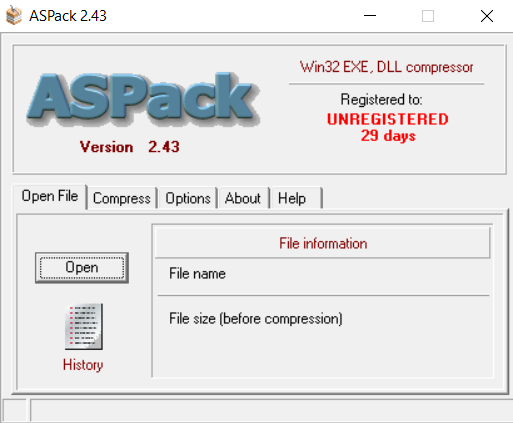 ASPack 2.43
ASPack
Version 2.43
Win32 EXE, DLL compressor
Registered to:
UNREGISTERED
29 days
Open File
Compress
Options
About
Help
Open
History
File information
File name
File size (before compression)